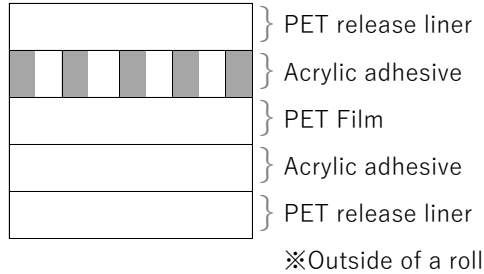 PET release liner
Acrylic adhesive
PET Film
Acrylic adhesive
PET release liner
※Outside of a roll